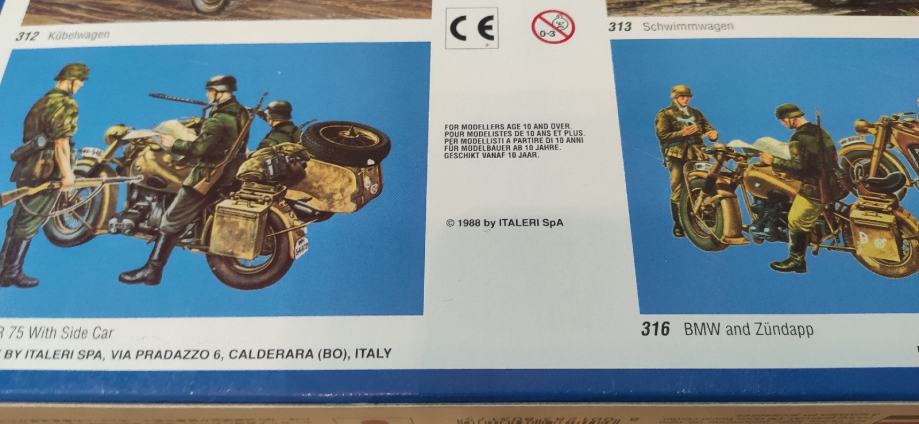 312 Kübelwagen
CE
0-3
313 Schwimmwagen
FOR MODELLERS AGE 10 AND OVER.
POUR MODELISTES DE 10 ANS ET PLUS.
PER MODELLISTI A PARTIRE DI 10 ANNI
FÜR MODELBAUER AB 10 JAHRE.
GESCHIKT VANAF 10 JAAR.
© 1988 by ITALERI SpA
R 75 With Side Car
316 BMW and Zündapp
BY ITALERI SPA, VIA PRADAZZO 6, CALDERARA (BO), ITALY